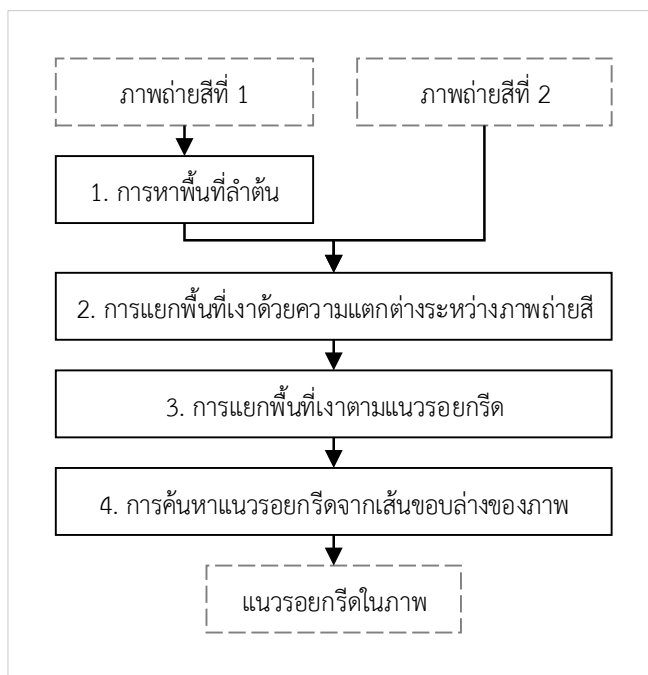 ภาพถ่ายสีที่ 1
ภาพถ่ายสีที่ 2
1. การหาพื้นที่ลำต้น
2. การแยกพื้นที่เงาด้วยความแตกต่างระหว่างภาพถ่ายสี
3. การแยกพื้นที่เงาตามแนวรอยกรีด
4. การค้นหาแนวรอยกรีดจากเส้นขอบล่างของภาพ
แนวรอยกรีดในภาพ